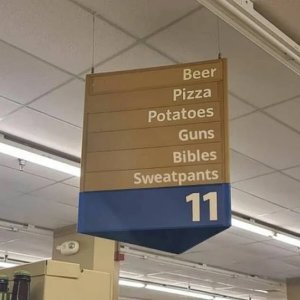 Beer
Pizza
Potatoes
Guns
Bibles
Sweatpants
11